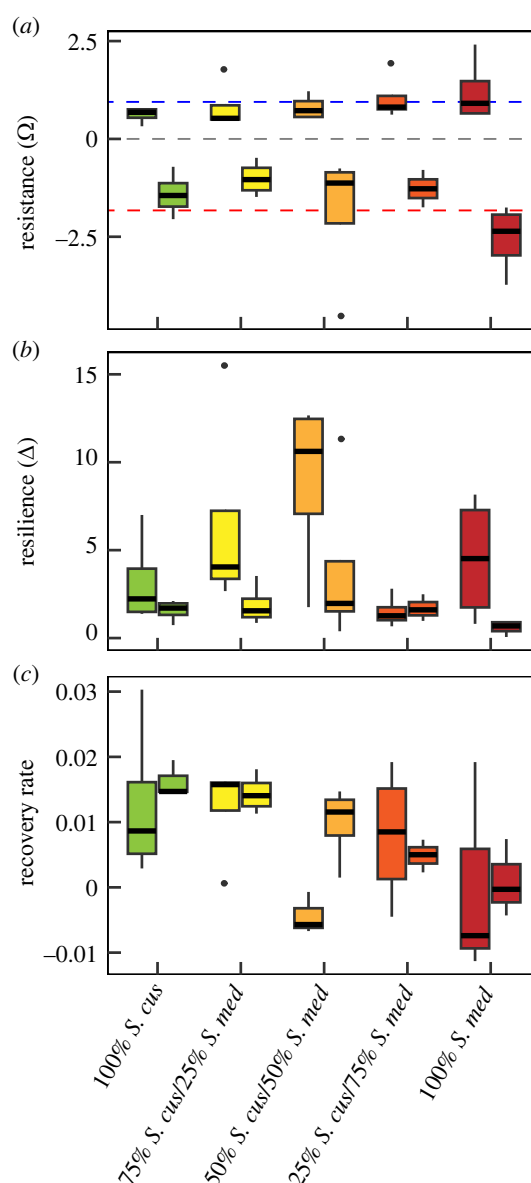 (a)
resistance (Ω)
2.5
0
−2.5
(b)
resilience (Δ)
15
10
5
0
(c)
recovery rate
0.03
0.02
0.01
0
−0.01
100% S. cus
75% S. cus/25% S. med
50% S. cus/50% S. med
25% S. cus/75% S. med
100% S. med